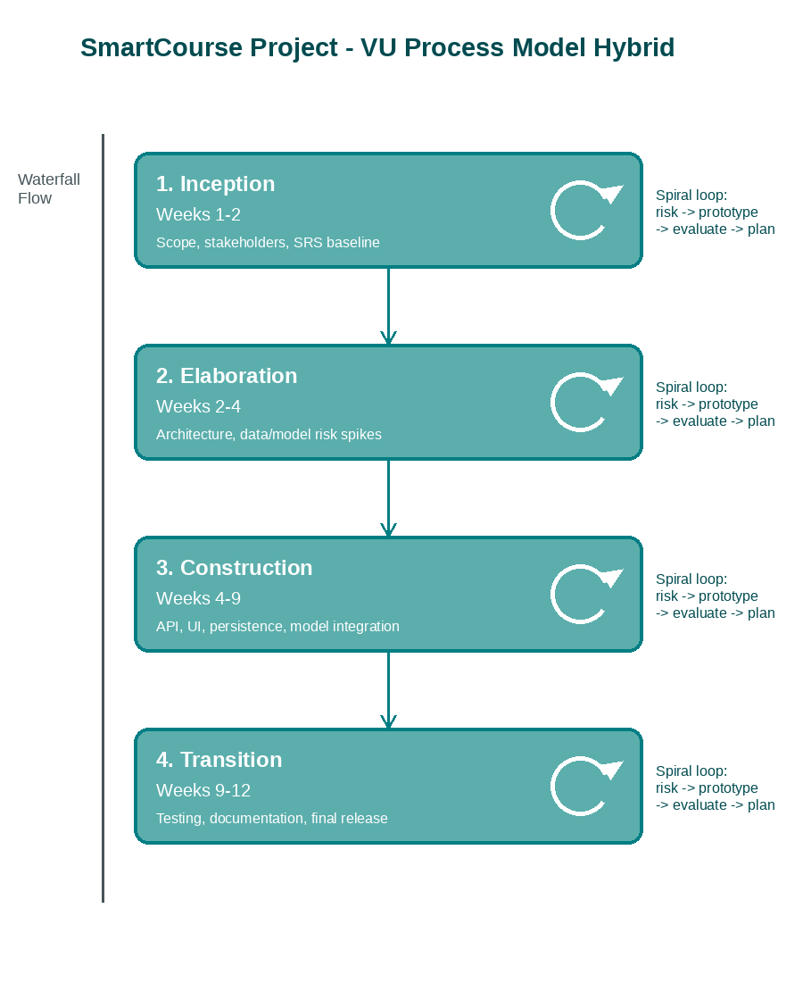 SmartCourse Project - VU Process Model Hybrid
Waterfall
Flow
1. Inception
Weeks 1-2
Scope, stakeholders, SRS baseline
Spiral loop:
risk -> prototype
-> evaluate -> plan
2. Elaboration
Weeks 2-4
Architecture, data/model risk spikes
Spiral loop:
risk -> prototype
-> evaluate -> plan
3. Construction
Weeks 4-9
API, UI, persistence, model integration
Spiral loop:
risk -> prototype
-> evaluate -> plan
4. Transition
Weeks 9-12
Testing, documentation, final release
Spiral loop:
risk -> prototype
-> evaluate -> plan